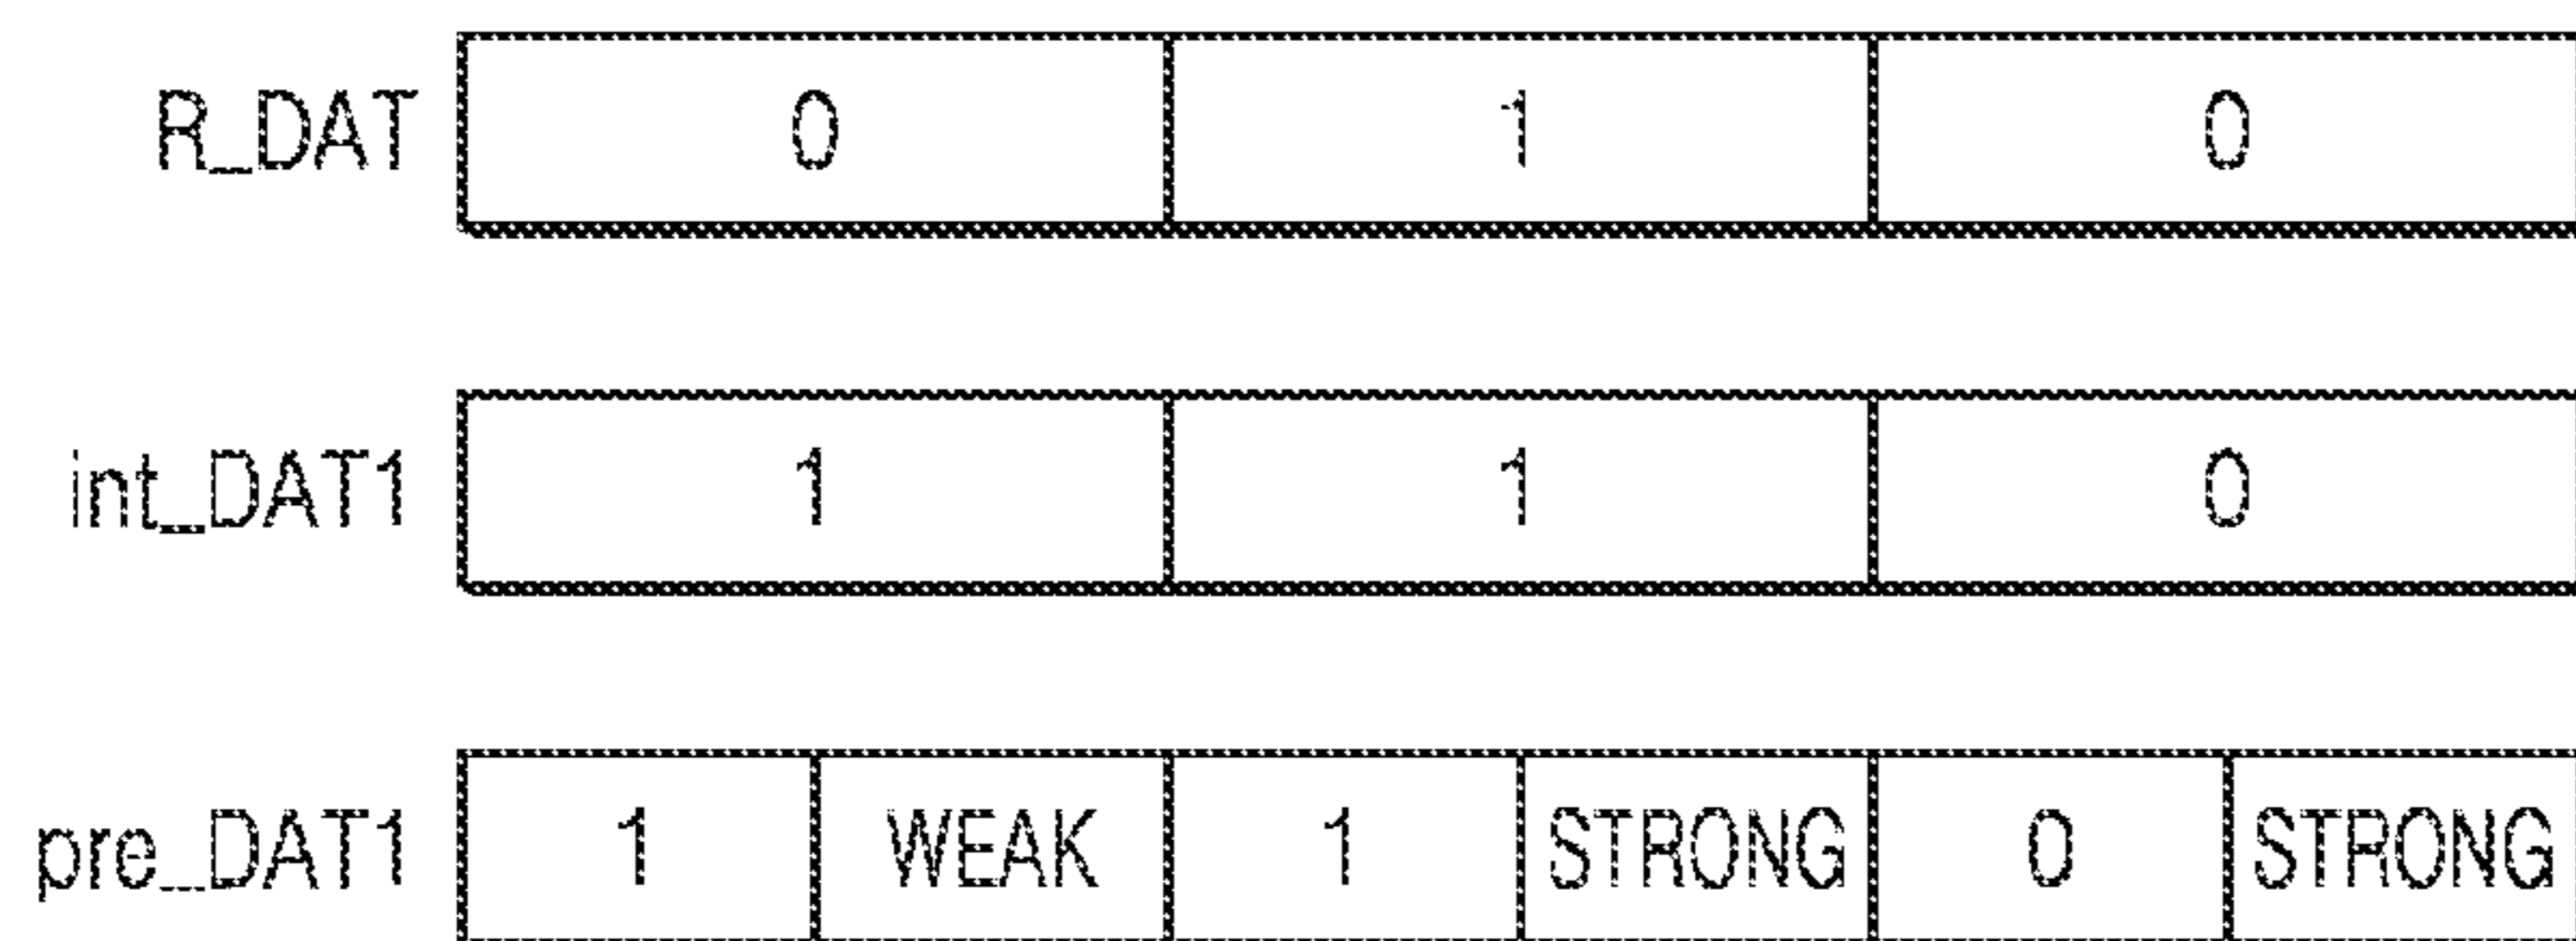 R_DAT 0 1 0
int_DAT1 1 1 0
pre_DAT1 1 WEAK 1 STRONG 0 STRONG